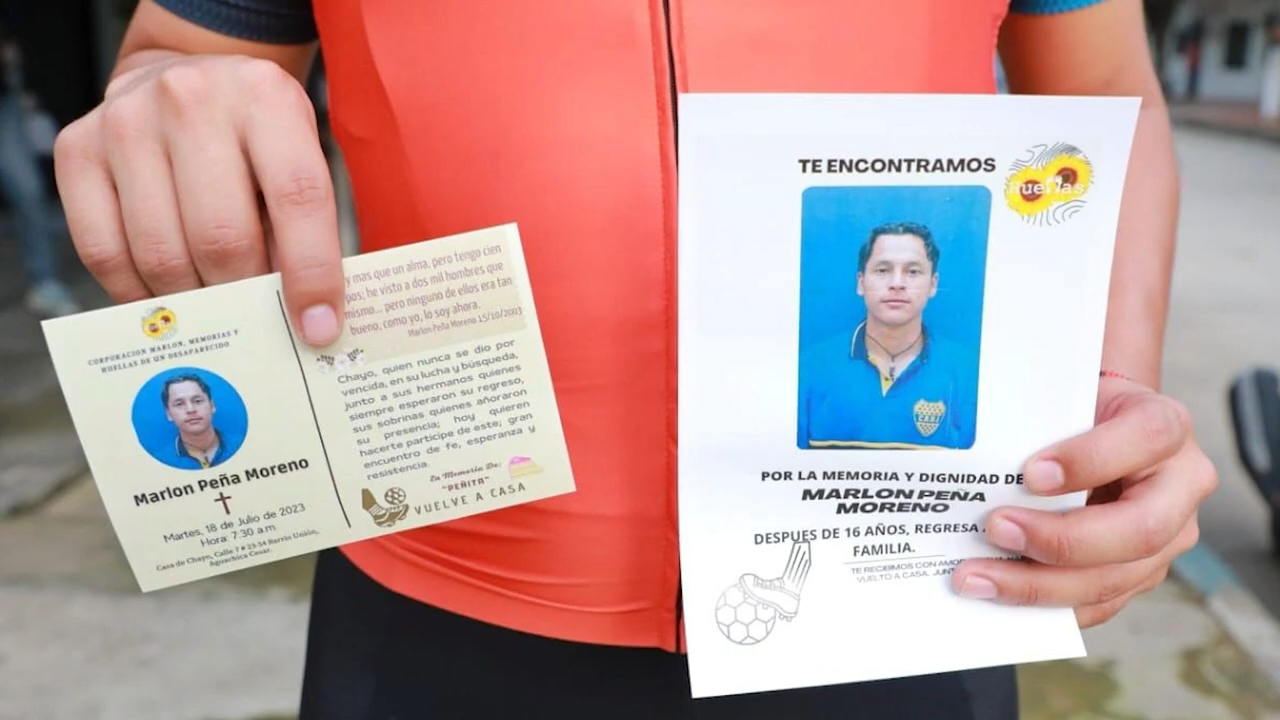 CORPORACION MARLON, MEMORIAS Y
HUELLAS DE UN DESAPARECIDO
Marlon Peña Moreno
Martes, 18 de Julio de 2023
Hora: 7:30 a.m.
Casa de Chayo, Calle 7 # 23-54 Barrio Unión,
Aguachica Cesar.
y mas que un alma, pero tengo cien
pos; he visto a dos mil hombres que
mismo... pero ninguno de ellos era tan
bueno, como yo, lo soy ahora.
Marlon Peña Moreno 15/10/2003
Chayo, quien nunca se dio por
vencida, en su lucha y búsqueda,
junto a sus hermanos quienes
siempre esperaron su regreso,
sus sobrinas quienes añoraron
su presencia; hoy quieren
hacerte participe de este; gran
encuentro de fe, esperanza y
resistencia.
En Memoria De:
"PEÑITA"
VUELVE A CASA
TE ENCONTRAMOS
Huellas
POR LA MEMORIA Y DIGNIDAD DE
MARLON PEÑA
MORENO
DESPUES DE 16 AÑOS, REGRESA A
FAMILIA.
TE RECIBIMOS CON AMOR
VUELTO A CASA.